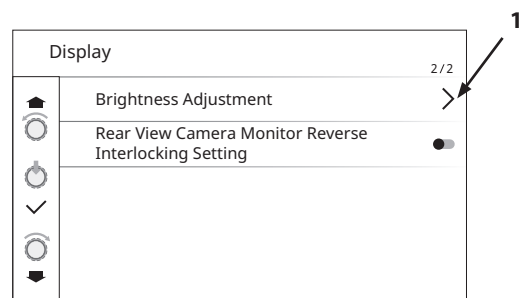 1
Display
2/2
Brightness Adjustment
Rear View Camera Monitor Reverse
Interlocking Setting